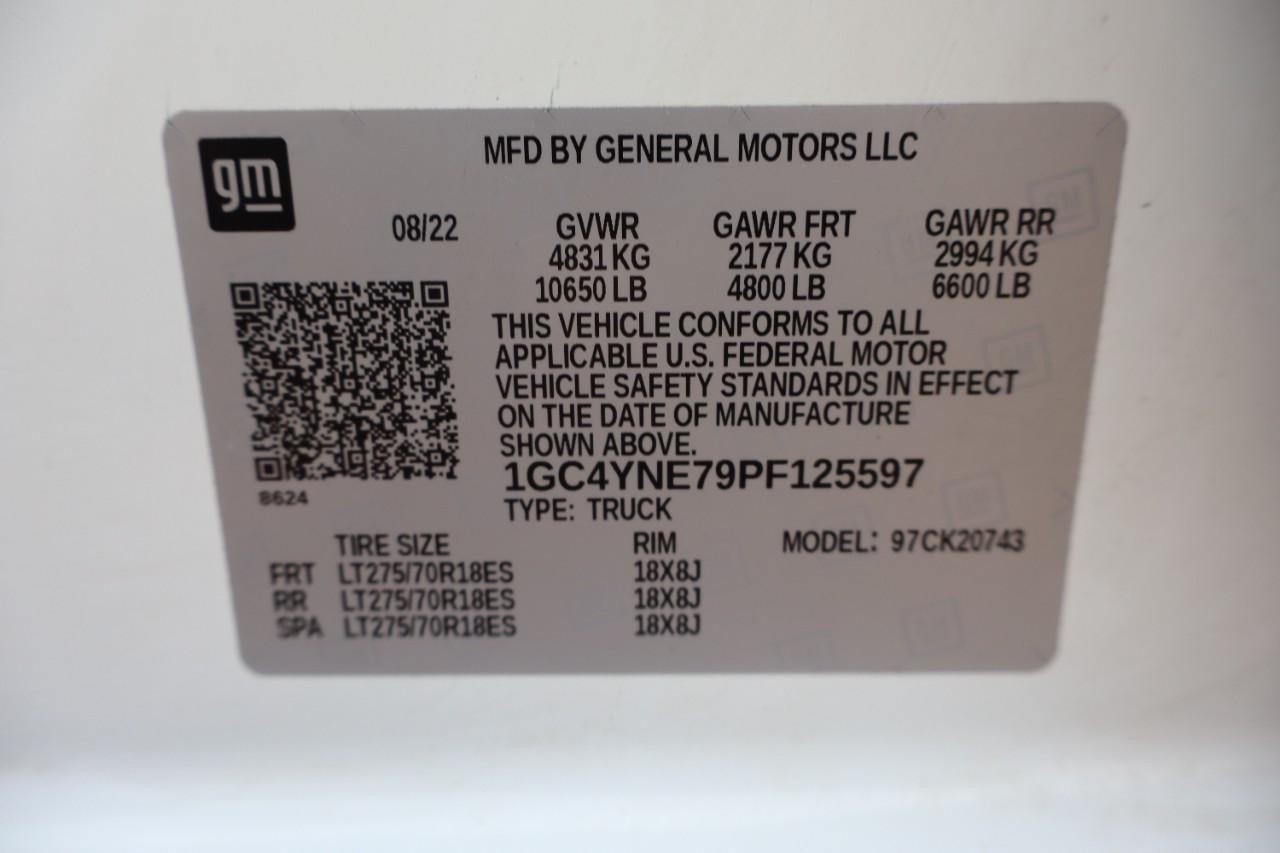 gm
MFD BY GENERAL MOTORS LLC
08/22 GVWR GAWR FRT GAWR RR
4831 KG 2177 KG 2994 KG
10650 LB 4800 LB 6600 LB
THIS VEHICLE CONFORMS TO ALL
APPLICABLE U.S. FEDERAL MOTOR
VEHICLE SAFETY STANDARDS IN EFFECT
ON THE DATE OF MANUFACTURE
SHOWN ABOVE.
1GC4YNE79PF125597
8624
TYPE: TRUCK
TIRE SIZE RIM MODEL: 97CK20743
FRT LT275/70R18ES 18X8J
RR LT275/70R18ES 18X8J
SPA LT275/70R18ES 18X8J